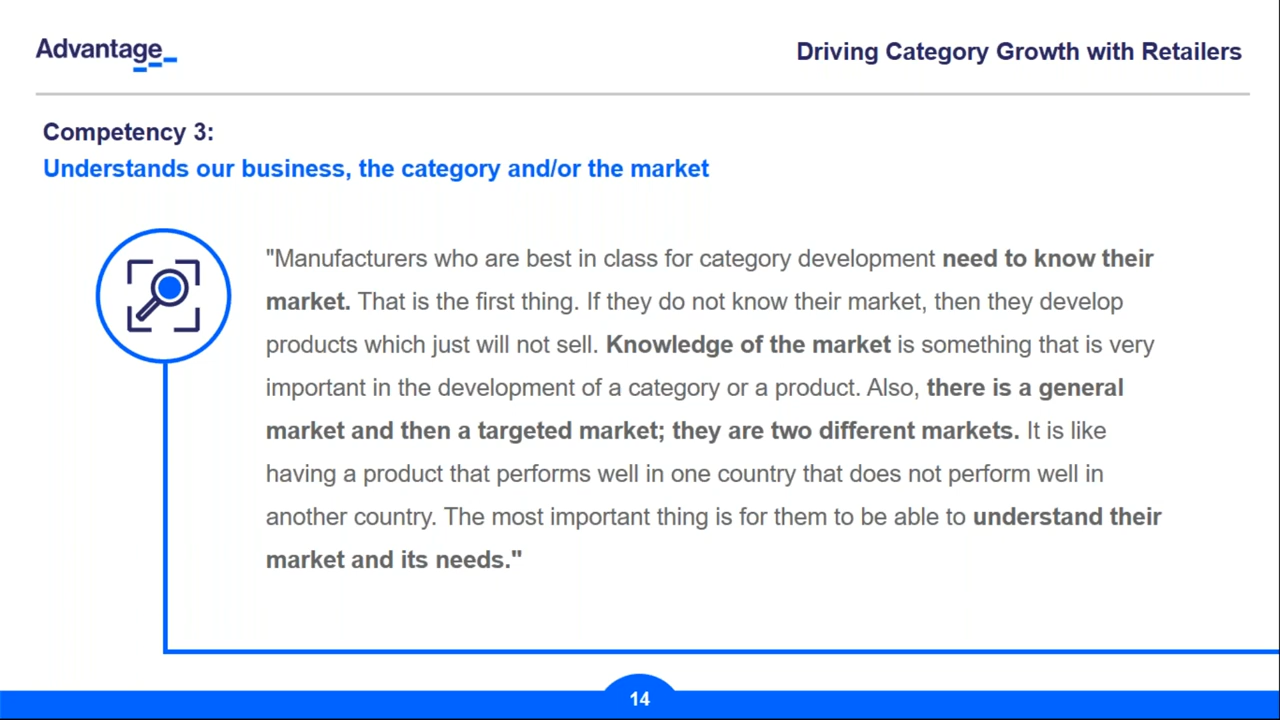 Advantage
Driving Category Growth with Retailers
Competency 3:
Understands our business, the category and/or the market
"Manufacturers who are best in class for category development need to know their
market. That is the first thing. If they do not know their market, then they develop
products which just will not sell. Knowledge of the market is something that is very
important in the development of a category or a product. Also, there is a general
market and then a targeted market; they are two different markets. It is like
having a product that performs well in one country that does not perform well in
another country. The most important thing is for them to be able to understand their
market and its needs."
14